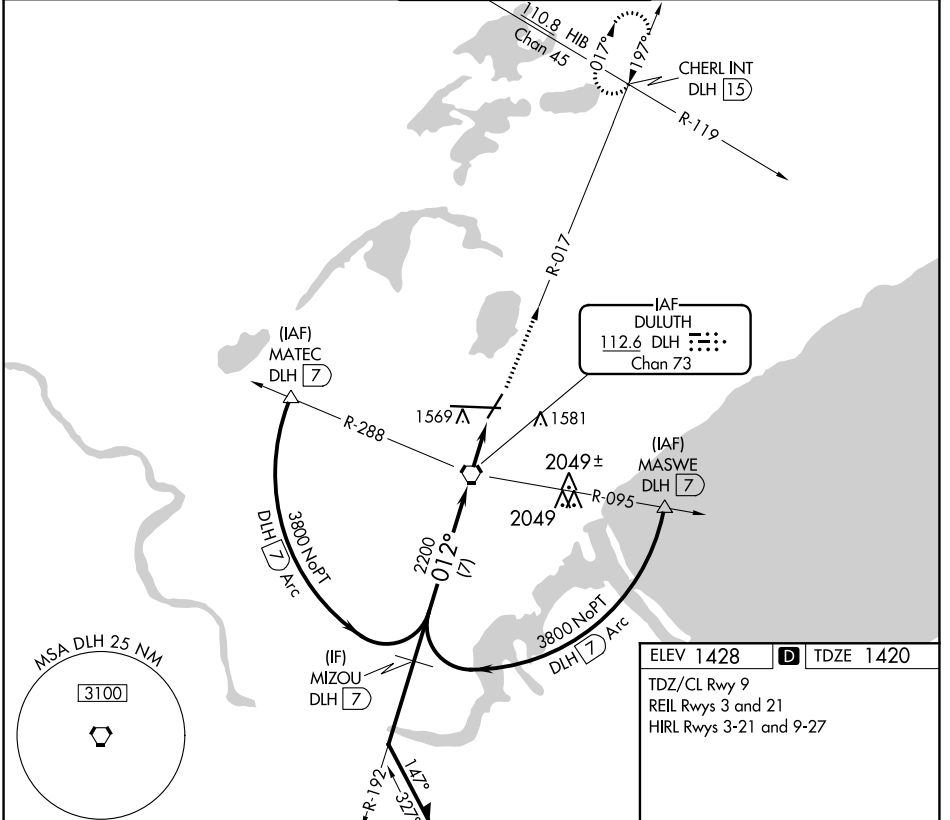 110.8 HIB
Chan 45
017°
197°
CHERL INT
DLH 15
R-119
R-017
IAF
DULUTH
112.6 DLH
Chan 73
(IAF)
MATEC
DLH 7
R-288
1569
1581
2049±
2049
R-095
(IAF)
MASWE
DLH 7
3800 NoPT
DLH 7 Arc
2200
012°
(7)
3800 NoPT
DLH 7 Arc
(IF)
MIZOU
DLH 7
MSA DLH 25 NM
3100
R-192
147°
327°
ELEV 1428 D TDZE 1420
TDZ/CL Rwy 9
REIL Rwys 3 and 21
HIRL Rwys 3-21 and 9-27